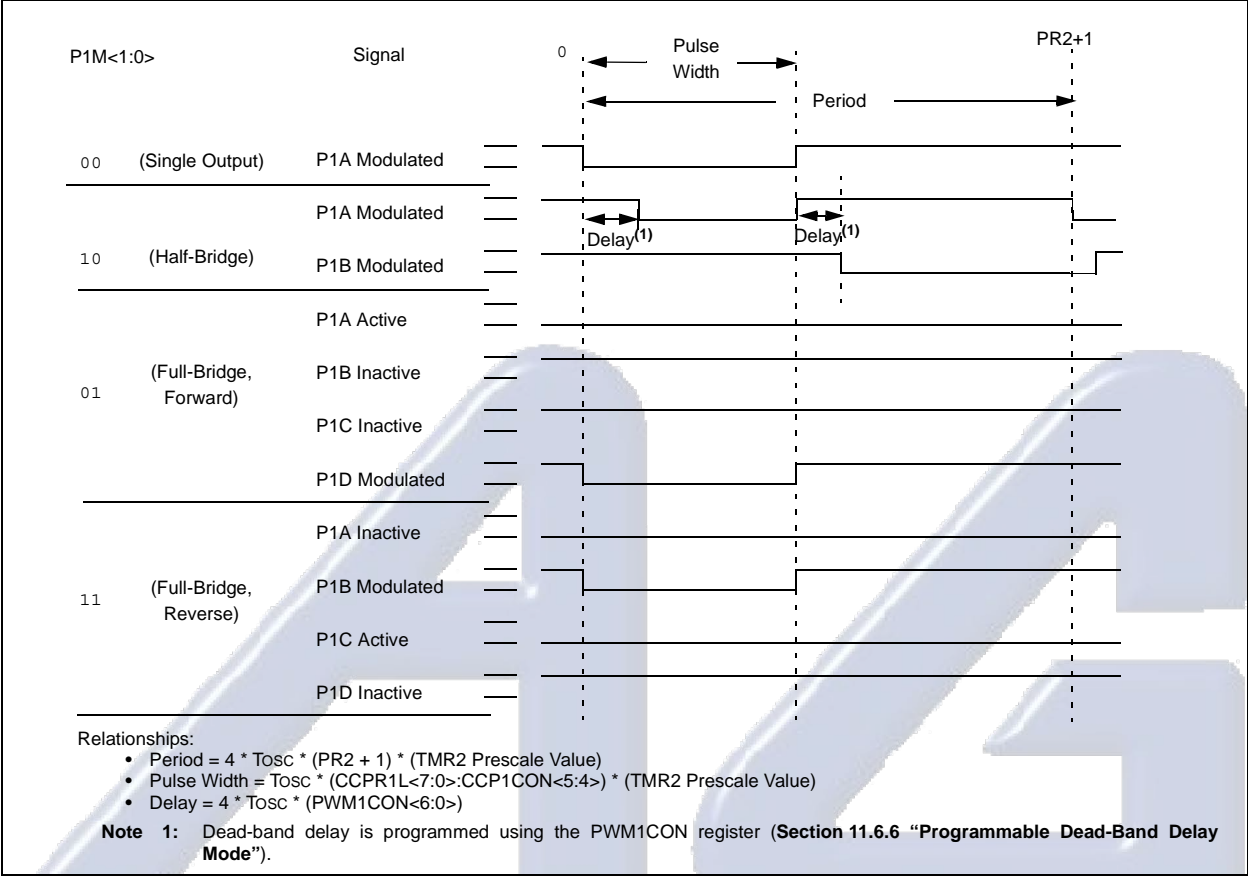 P1M<1:0>
Signal
0
Pulse
Width
PR2+1
Period
00 (Single Output) P1A Modulated
P1A Modulated
Delay(1)
Delay(1)
10 (Half-Bridge)
P1B Modulated
P1A Active
(Full-Bridge,
Forward)
P1B Inactive
01
P1C Inactive
P1D Modulated
P1A Inactive
(Full-Bridge,
Reverse)
P1B Modulated
11
P1C Active
P1D Inactive
Relationships:
• Period = 4 * TOSC * (PR2 + 1) * (TMR2 Prescale Value)
• Pulse Width = TOSC * (CCPR1L<7:0>:CCP1CON<5:4>) * (TMR2 Prescale Value)
• Delay = 4 * TOSC * (PWM1CON<6:0>)
Note 1: Dead-band delay is programmed using the PWM1CON register (Section 11.6.6 “Programmable Dead-Band Delay
Mode”).
AG